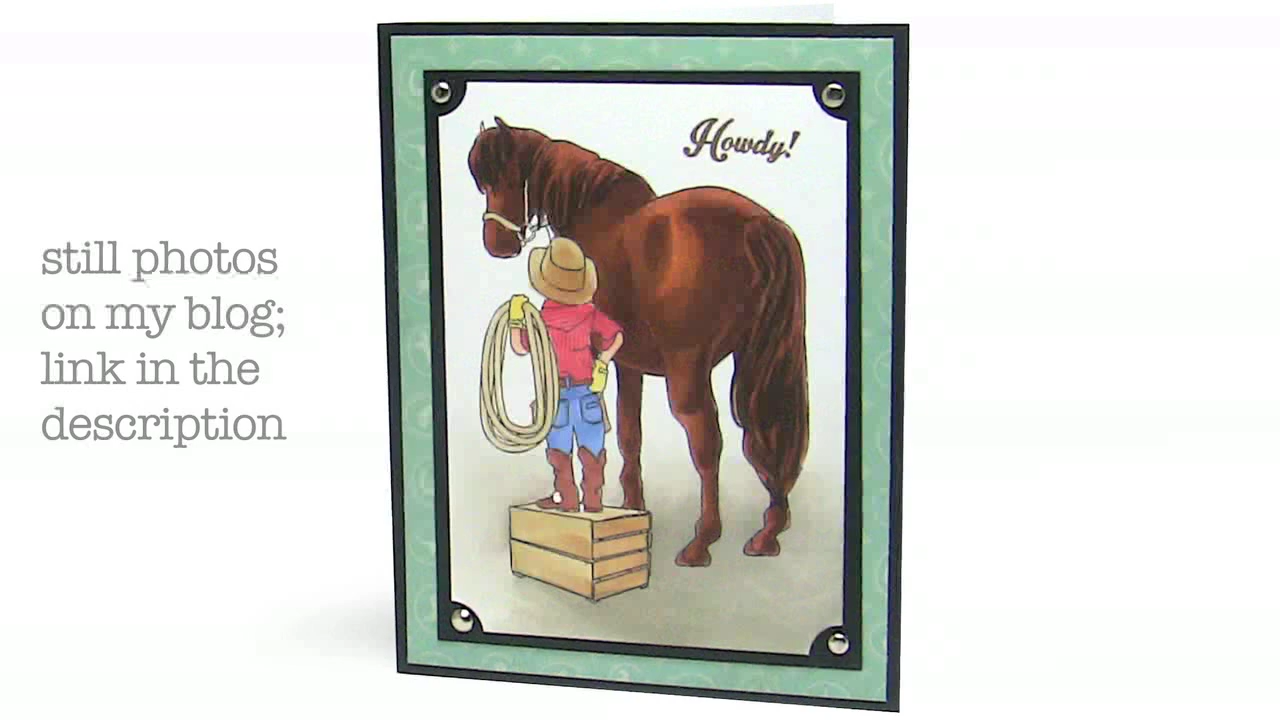 still photos
on my blog;
link in the
description
Howdy!